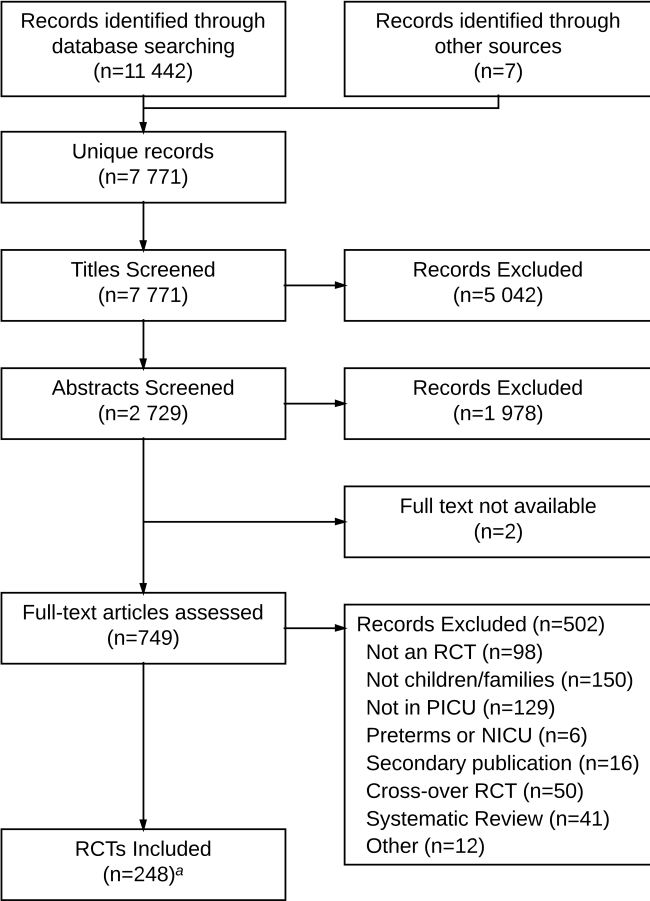 Records identified through
database searching
(n=11 442)
Records identified through
other sources
(n=7)
Unique records
(n=7 771)
Titles Screened
(n=7 771)
Records Excluded
(n=5 042)
Abstracts Screened
(n=2 729)
Records Excluded
(n=1 978)
Full text not available
(n=2)
Full-text articles assessed
(n=749)
Records Excluded (n=502)
Not an RCT (n=98)
Not children/families (n=150)
Not in PICU (n=129)
Preterms or NICU (n=6)
Secondary publication (n=16)
Cross-over RCT (n=50)
Systematic Review (n=41)
Other (n=12)
RCTs Included
(n=248)a